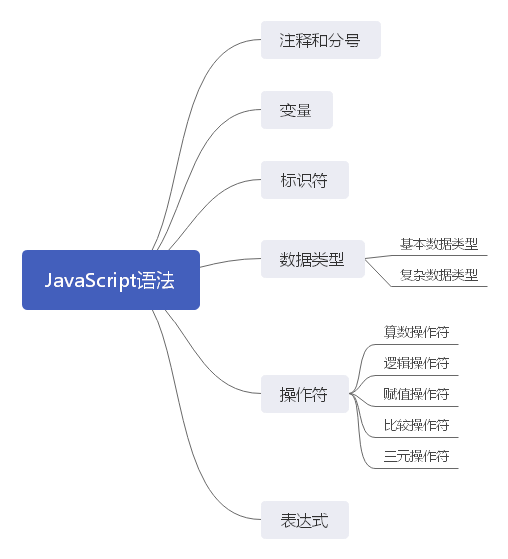 JavaScript语法
注释和分号
变量
标识符
数据类型
基本数据类型
复杂数据类型
操作符
算数操作符
逻辑操作符
赋值操作符
比较操作符
三元操作符
表达式